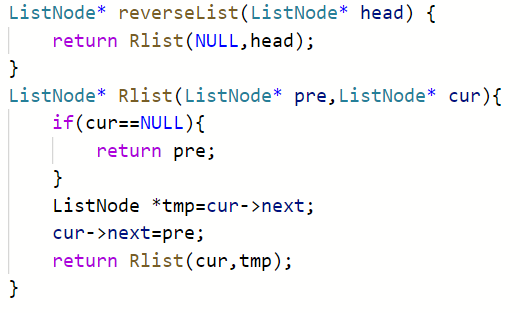 ListNode* reverseList(ListNode* head) {
    return Rlist(NULL,head);
}
ListNode* Rlist(ListNode* pre,ListNode* cur){
    if(cur==NULL){
        return pre;
    }
    ListNode *tmp=cur->next;
    cur->next=pre;
    return Rlist(cur,tmp);
}